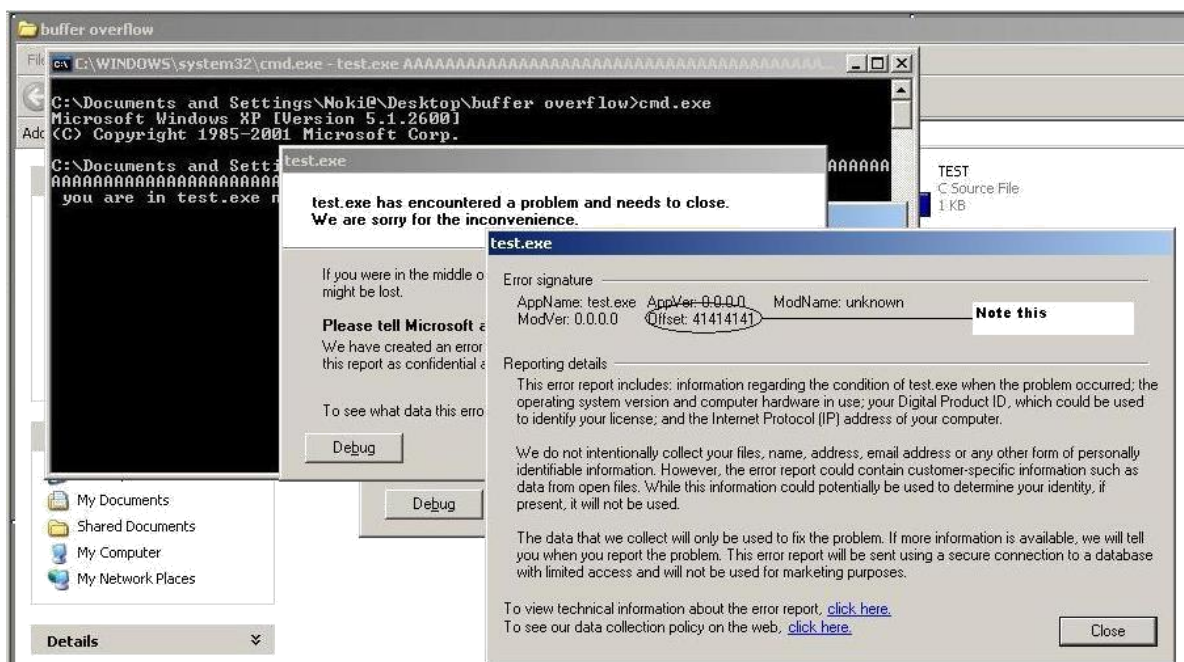 buffer overflow
C:\WINDOWS\system32\cmd.exe - test.exe AAAAAAAAAAAAAAAAAAAAAAAAAAAAAAAAAAAAAAAA...
C:\Documents and Settings\Noki@\Desktop\buffer overflow>cmd.exe
Microsoft Windows XP [Version 5.1.2600]
(C) Copyright 1985-2001 Microsoft Corp.
C:\Documents and Setti
AAAAAA
AAAAAAAAAAAAAAAAAAAAAA
you are in test.exe n
TEST
C Source File
1 KB
test.exe
test.exe has encountered a problem and needs to close.
We are sorry for the inconvenience.
If you were in the middle o
might be lost.
Please tell Microsoft a
We have created an error
this report as confidential a
To see what data this erro
Debug
Debug
test.exe
Error signature
AppName: test.exe AppVer: 0.0.0.0 ModName: unknown
ModVer: 0.0.0.0 Offset: 41414141
Note this
Reporting details
This error report includes: information regarding the condition of test.exe when the problem occurred; the
operating system version and computer hardware in use; your Digital Product ID, which could be used
to identify your license; and the Internet Protocol (IP) address of your computer.
We do not intentionally collect your files, name, address, email address or any other form of personally
identifiable information. However, the error report could contain customer-specific information such as
data from open files. While this information could potentially be used to determine your identity, if
present, it will not be used.
The data that we collect will only be used to fix the problem. If more information is available, we will tell
you when you report the problem. This error report will be sent using a secure connection to a database
with limited access and will not be used for marketing purposes.
To view technical information about the error report, click here.
To see our data collection policy on the web, click here.
Close
My Documents
Shared Documents
My Computer
My Network Places
Details